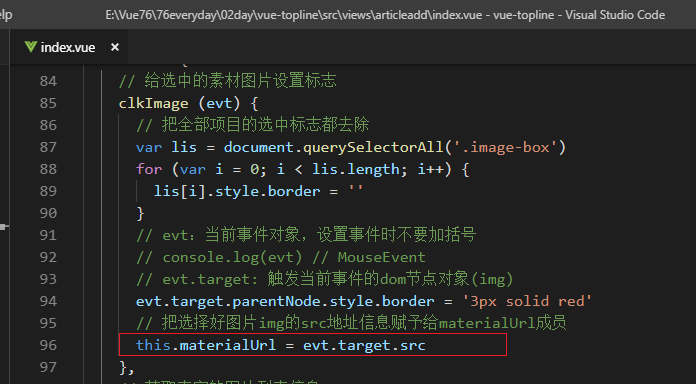 elp
E:\Vue76\76everyday\02day\vue-topline\src\views\articleadd\index.vue - vue-topline - Visual Studio Code
index.vue ×
84 // 给选中的素材图片设置标志
85 clkImage (evt) {
86 // 把全部项目的选中标志都去除
87 var lis = document.querySelectorAll('.image-box')
88 for (var i = 0; i < lis.length; i++) {
89 lis[i].style.border = ''
90 }
91 // evt: 当前事件对象，设置事件时不要加括号
92 // console.log(evt) // MouseEvent
93 // evt.target: 触发当前事件的dom节点对象(img)
94 evt.target.parentNode.style.border = '3px solid red'
95 // 把选择好图片img的src地址信息赋予给materialUrl成员
96 this.materialUrl = evt.target.src
97 },